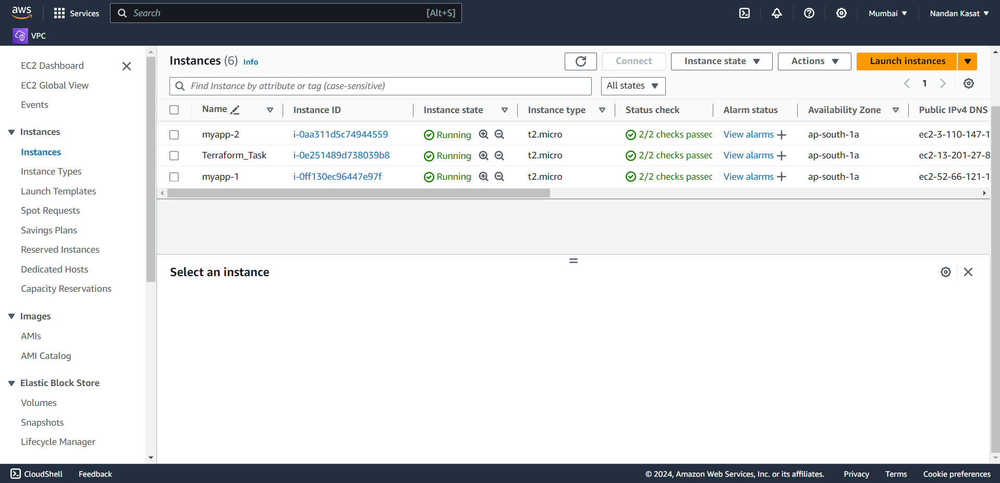 aws Services Search [Alt+S] Mumbai Nandan Kasat
VPC
EC2 Dashboard
EC2 Global View
Events
Instances
Instances
Instance Types
Launch Templates
Spot Requests
Savings Plans
Reserved Instances
Dedicated Hosts
Capacity Reservations
Images
AMIs
AMI Catalog
Elastic Block Store
Volumes
Snapshots
Lifecycle Manager
Instances (6) Info Connect Instance state Actions Launch instances
Find Instance by attribute or tag (case-sensitive) All states 1
Name Instance ID Instance state Instance type Status check Alarm status Availability Zone Public IPv4 DNS
myapp-2 i-0aa311d5c74944559 Running t2.micro 2/2 checks passec View alarms ap-south-1a ec2-3-110-147-1
Terraform_Task i-0e251489d738039b8 Running t2.micro 2/2 checks passec View alarms ap-south-1a ec2-13-201-27-8
myapp-1 i-0ff130ec96447e97f Running t2.micro 2/2 checks passec View alarms ap-south-1a ec2-52-66-121-1
Select an instance
CloudShell Feedback © 2024, Amazon Web Services, Inc. or its affiliates. Privacy Terms Cookie preferences